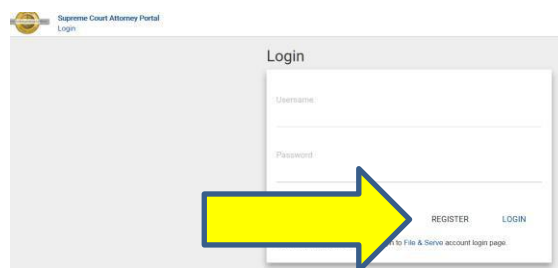 Supreme Court Attorney Portal
Login
Login
Username
Password
REGISTER LOGIN
to File & Serve account login page